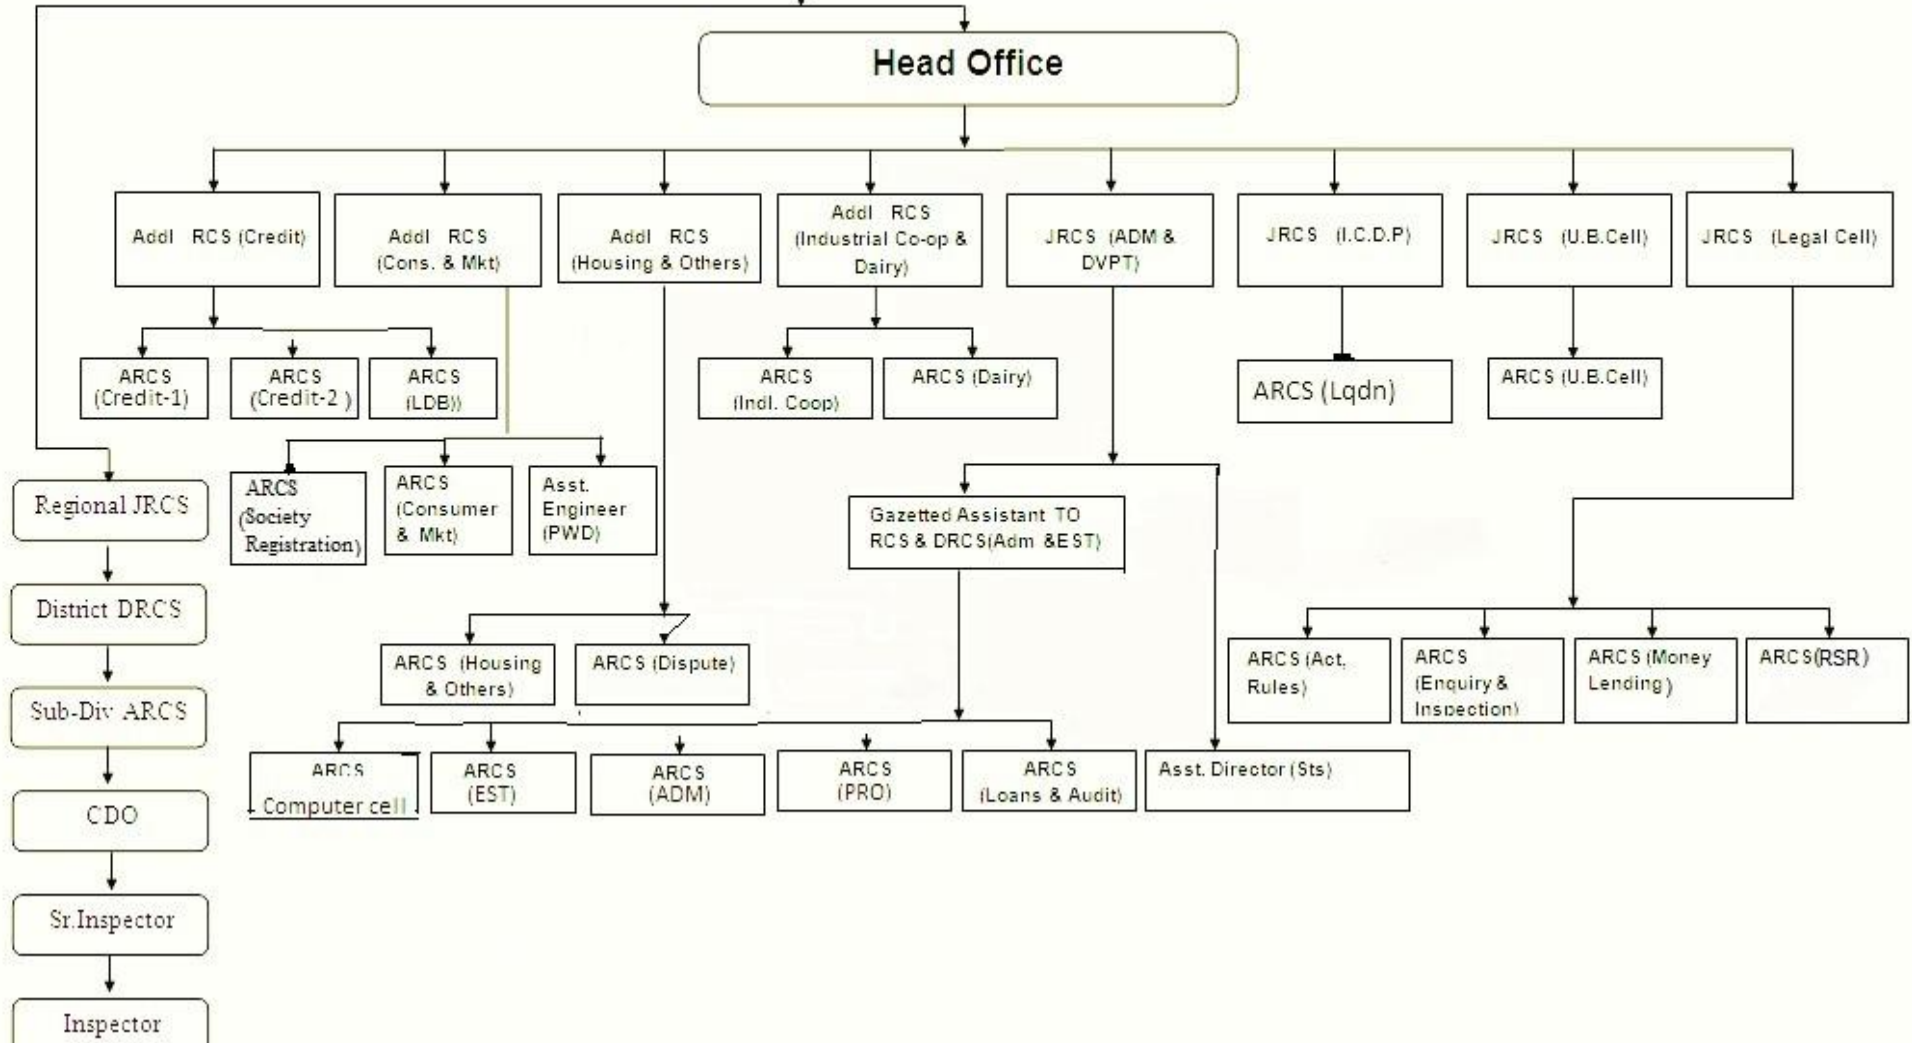 Head Office
Addl RCS (Credit)
Addl RCS
(Cons. & Mkt)
Addl RCS
(Housing & Others)
Addl RCS
(Industrial Co-op &
Dairy)
JRCS (ADM &
DVPT)
JRCS (I.C.D.P)
JRCS (U.B.Cell)
JRCS (Legal Cell)
ARCS
(Credit-1)
ARCS
(Credit-2 )
ARCS
(LDB))
ARCS
(Indl. Coop)
ARCS (Dairy)
ARCS (Lqdn)
ARCS (U.B.Cell)
Regional JRCS
ARCS
(Society
Registration)
ARCS
(Consumer
& Mkt)
Asst.
Engineer
(PWD)
Gazetted Assistant TO
RCS & DRCS(Adm &EST)
District DRCS
ARCS (Housing
& Others)
ARCS (Dispute)
ARCS (Act,
Rules)
ARCS
(Enquiry &
Inspection)
ARCS (Money
Lending)
ARCS(RSR)
Sub-Div ARCS
ARCS
Computer cell
ARCS
(EST)
ARCS
(ADM)
ARCS
(PRO)
ARCS
(Loans & Audit)
Asst. Director (Sts)
CDO
Sr.Inspector
Inspector